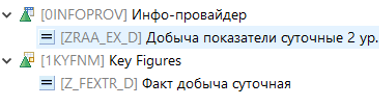 [0INFOPROV] Инфо-провайдер
[ZRAA_EX_D] Добыча показатели суточные 2 ур.
[1KYFNM] Key Figures
[Z_FEXTR_D] Факт добыча суточная